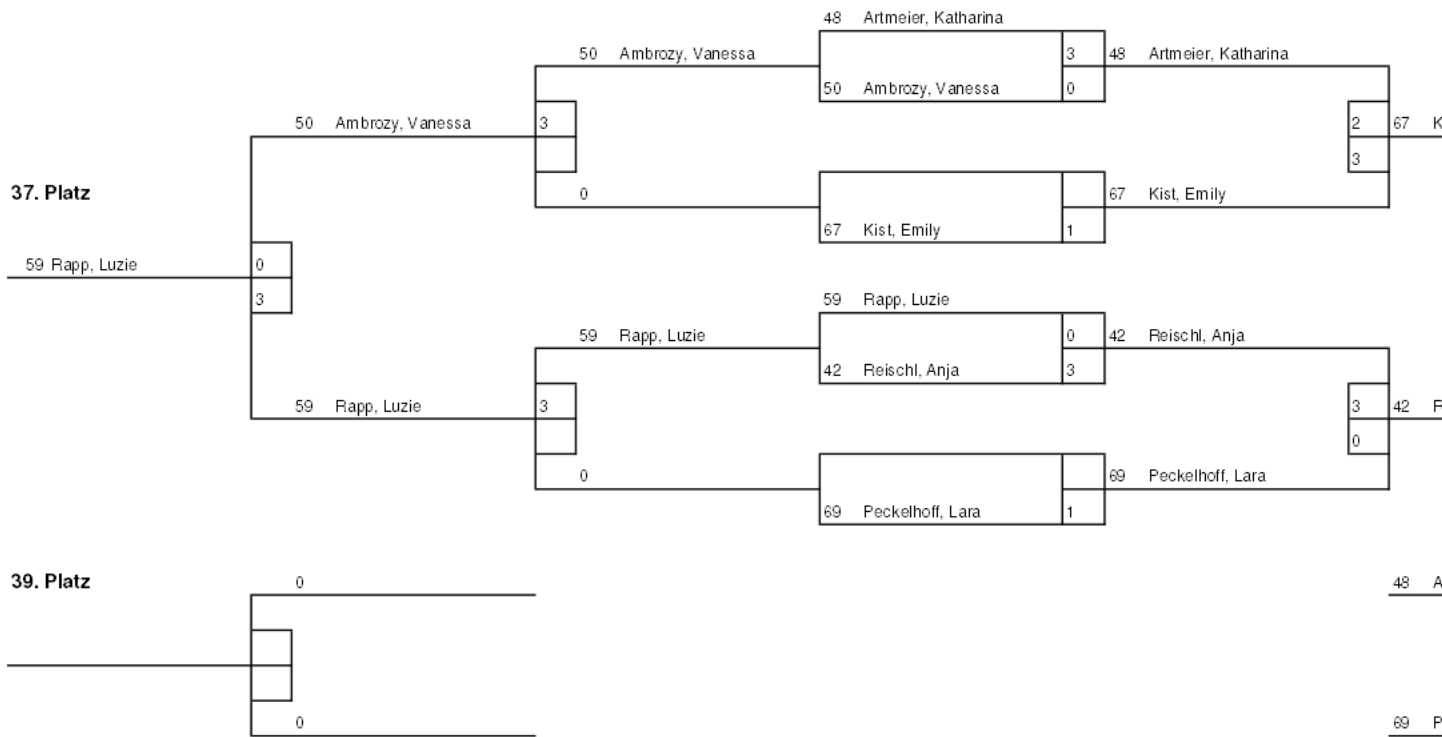 48 Artmeier, Katharina
50 Ambrozy, Vanessa 3 48 Artmeier, Katharina
50 Ambrozy, Vanessa 0
50 Ambrozy, Vanessa 3 2 67 K
3
37. Platz 0 67 Kist, Emily
67 Kist, Emily 1
59 Rapp, Luzie 0
3 59 Rapp, Luzie
59 Rapp, Luzie 0 42 Reischl, Anja
42 Reischl, Anja 3
59 Rapp, Luzie 3 3 42 R
0
0 69 Peckelhoff, Lara
69 Peckelhoff, Lara 1
39. Platz 0 48 A
0 69 P